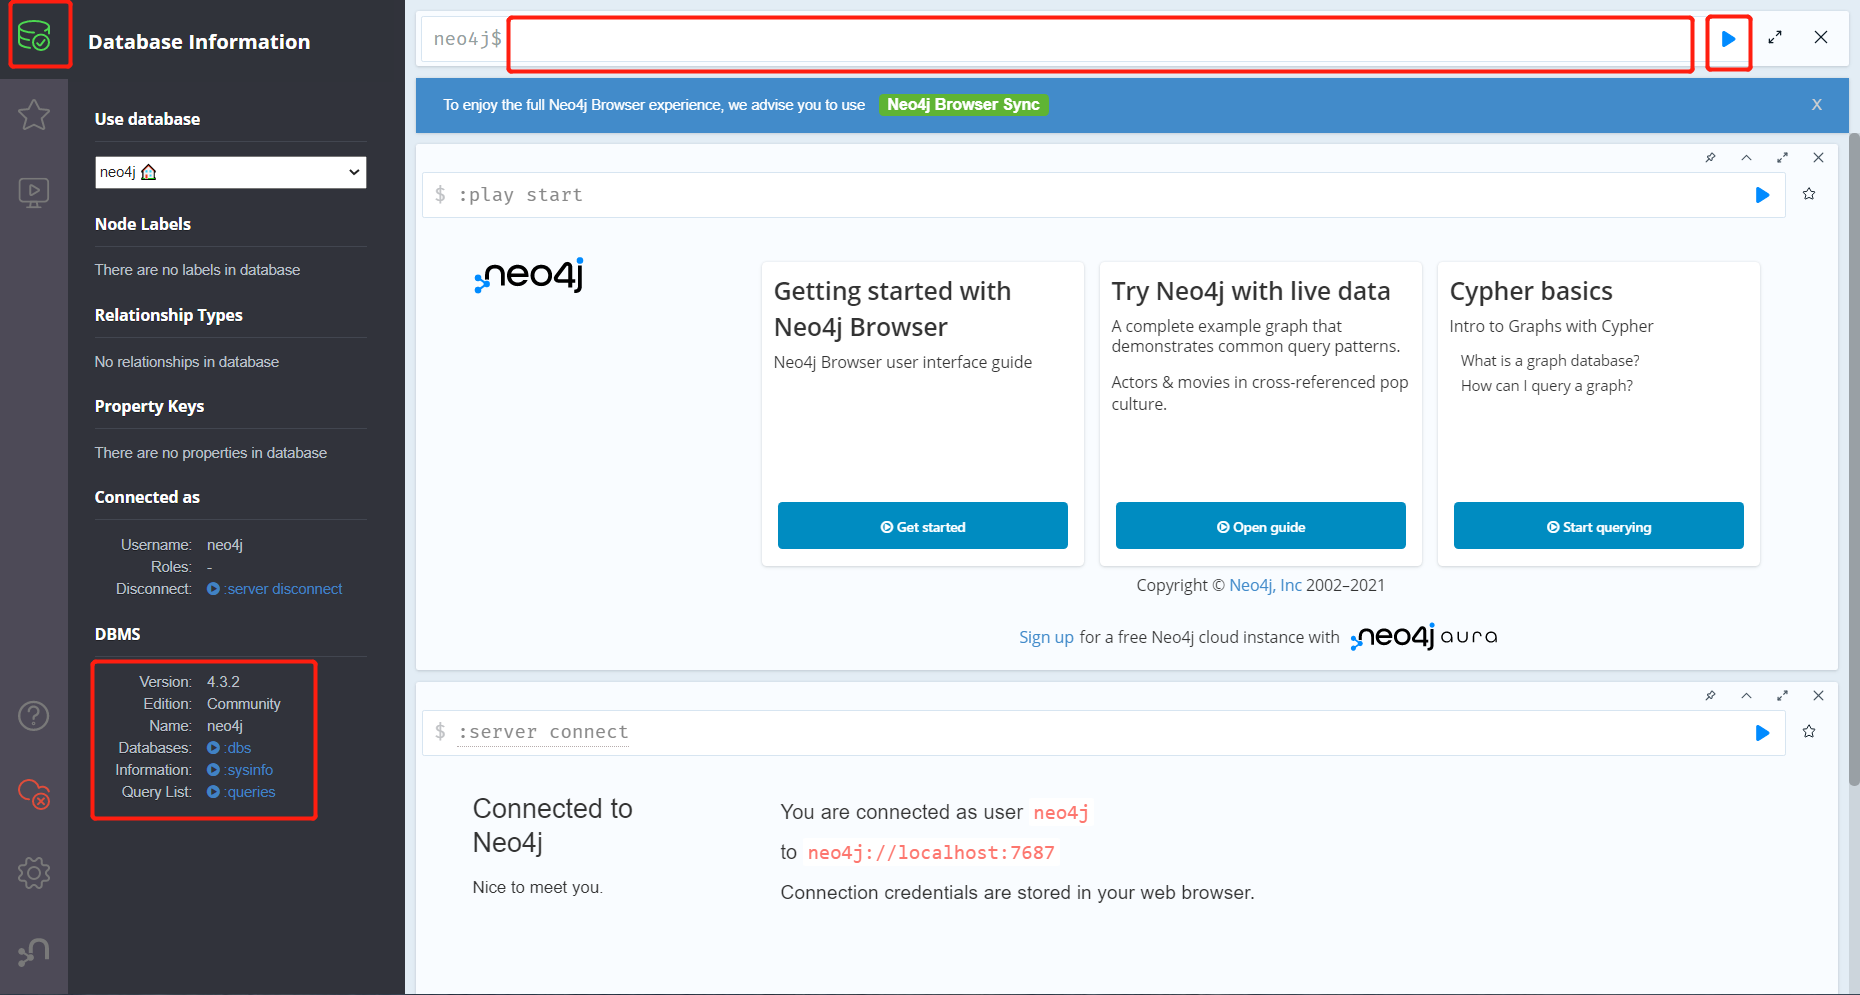 Database Information
Use database
neo4j
Node Labels
There are no labels in database
Relationship Types
No relationships in database
Property Keys
There are no properties in database
Connected as
Username: neo4j
Roles: -
Disconnect: :server disconnect
DBMS
Version: 4.3.2
Edition: Community
Name: neo4j
Databases: :dbs
Information: :sysinfo
Query List: :queries
neo4j$
To enjoy the full Neo4j Browser experience, we advise you to use Neo4j Browser Sync
x
$ :play start
neo4j
Getting started with
Neo4j Browser
Neo4j Browser user interface guide
Get started
Try Neo4j with live data
A complete example graph that
demonstrates common query patterns.
Actors & movies in cross-referenced pop
culture.
Open guide
Cypher basics
Intro to Graphs with Cypher
What is a graph database?
How can I query a graph?
Start querying
Copyright © Neo4j, Inc 2002–2021
Sign up for a free Neo4j cloud instance with neo4j aura
$ :server connect
Connected to
Neo4j
Nice to meet you.
You are connected as user neo4j
to neo4j://localhost:7687
Connection credentials are stored in your web browser.